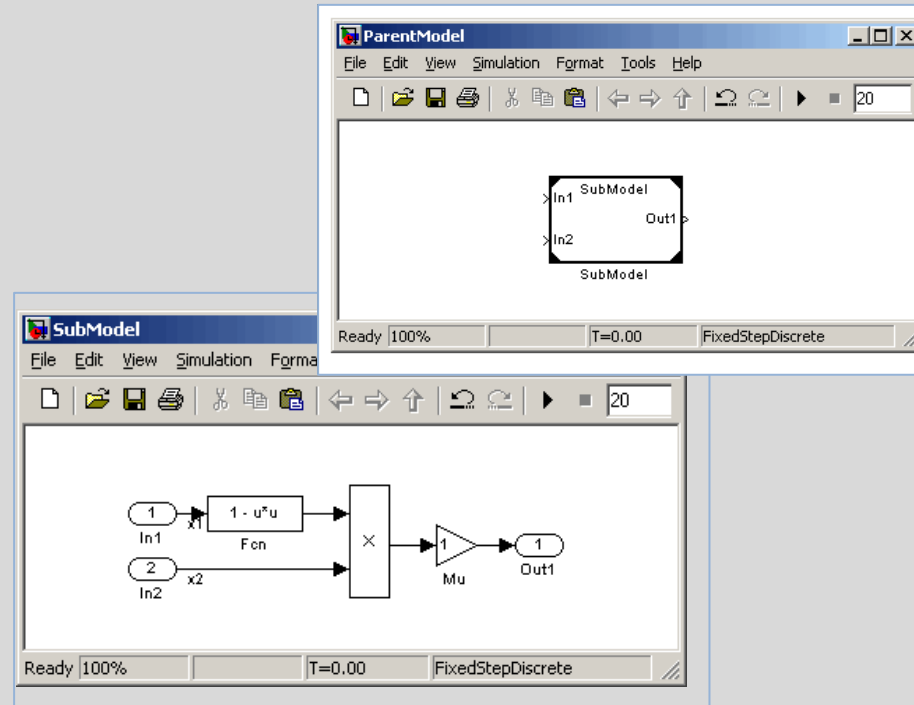 ParentModel
File Edit View Simulation Format Tools Help
20
SubModel
In1
Out1
In2
SubModel
Ready 100% T=0.00 FixedStepDiscrete
SubModel
File Edit View Simulation Forma
20
1 1 - u*u
x1
In1 Fcn
× 1 1
2
x2
In2
Mu Out1
Ready 100% T=0.00 FixedStepDiscrete